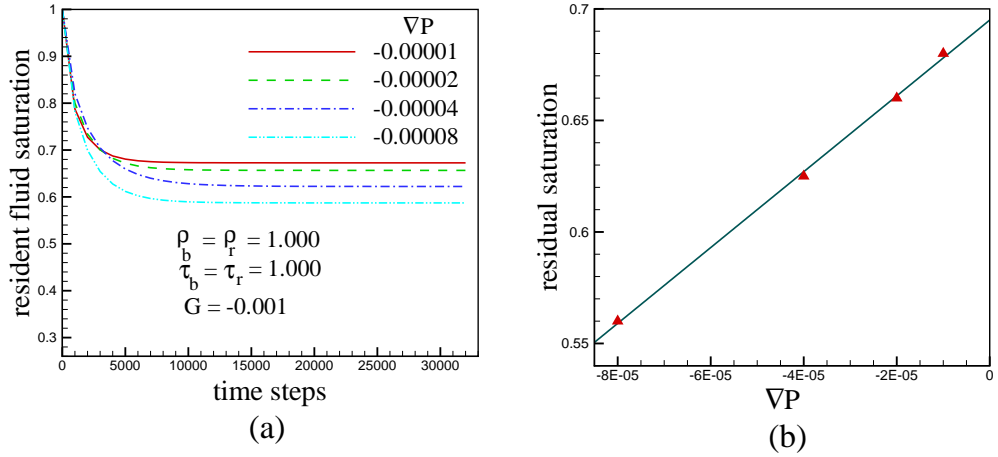 ∇P
-0.00001
-0.00002
-0.00004
-0.00008
ρb = ρr = 1.000
τb = τr = 1.000
G = -0.001
resident fluid saturation
1
0.9
0.8
0.7
0.6
0.5
0.4
0.3
0 5000 10000 15000 20000 25000 30000
time steps
(a)
residual saturation
0.7
0.65
0.6
0.55
-8E-05 -6E-05 -4E-05 -2E-05 0
∇P
(b)